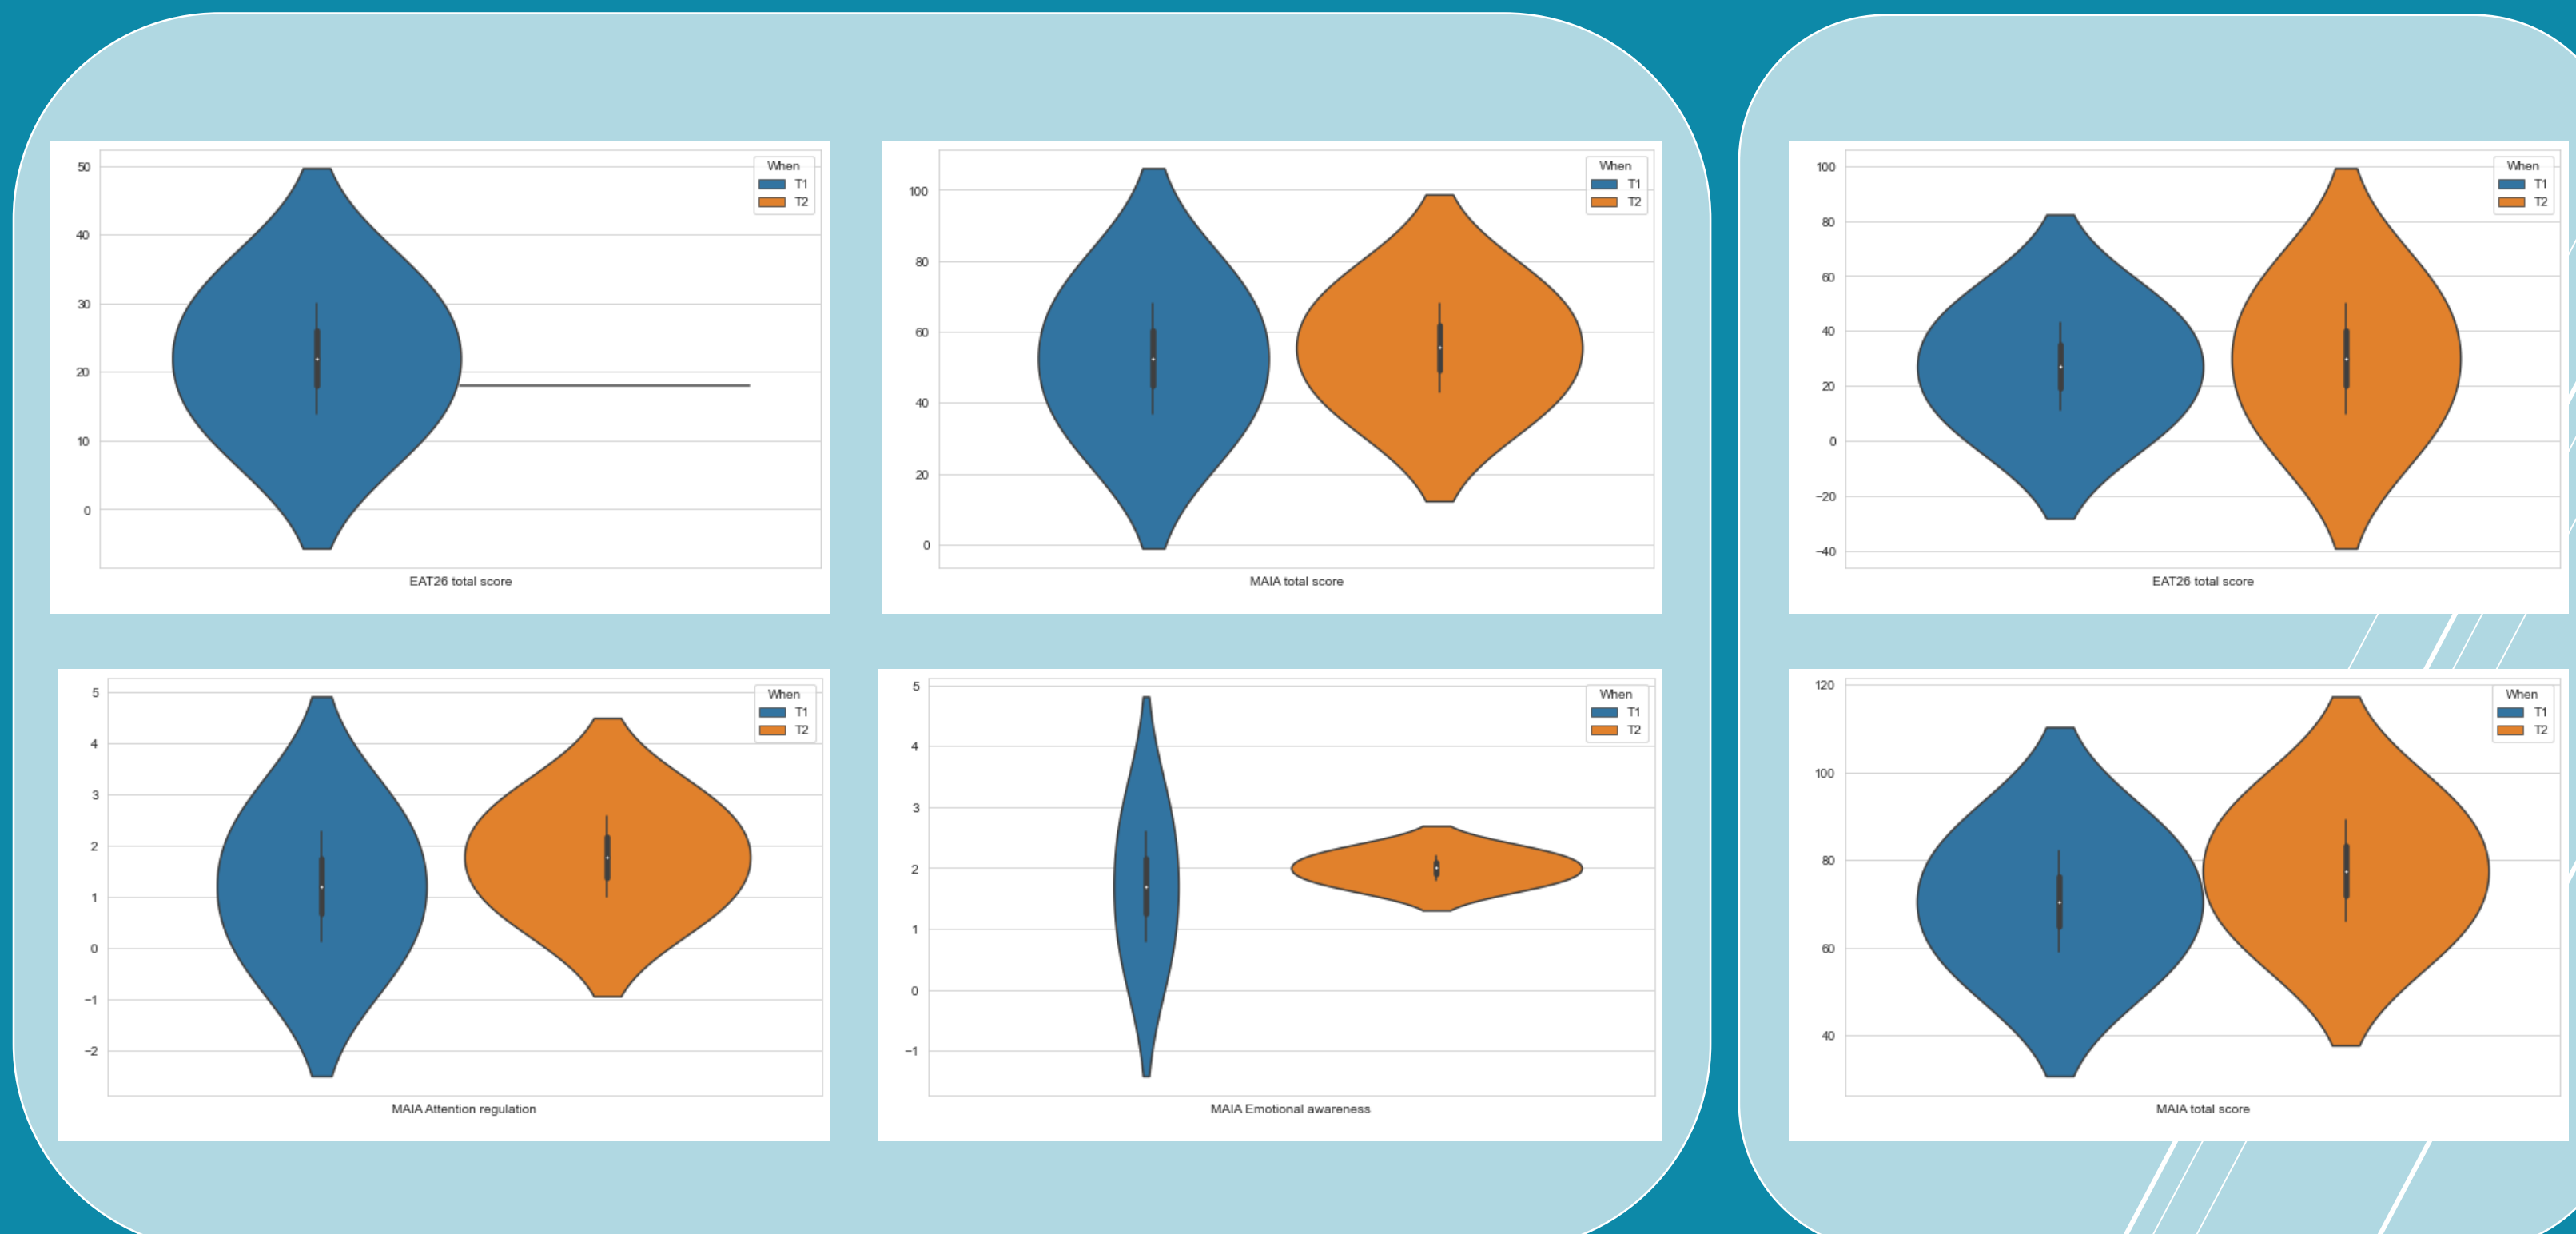 50
40
30
20
10
0
When
T1
T2
EAT26 total score
100
80
60
40
20
0
When
T1
T2
MAIA total score
100
80
60
40
20
0
−20
−40
When
T1
T2
EAT26 total score
5
4
3
2
1
0
−1
−2
When
T1
T2
MAIA Attention regulation
5
4
3
2
1
0
−1
When
T1
T2
MAIA Emotional awareness
120
100
80
60
40
When
T1
T2
MAIA total score